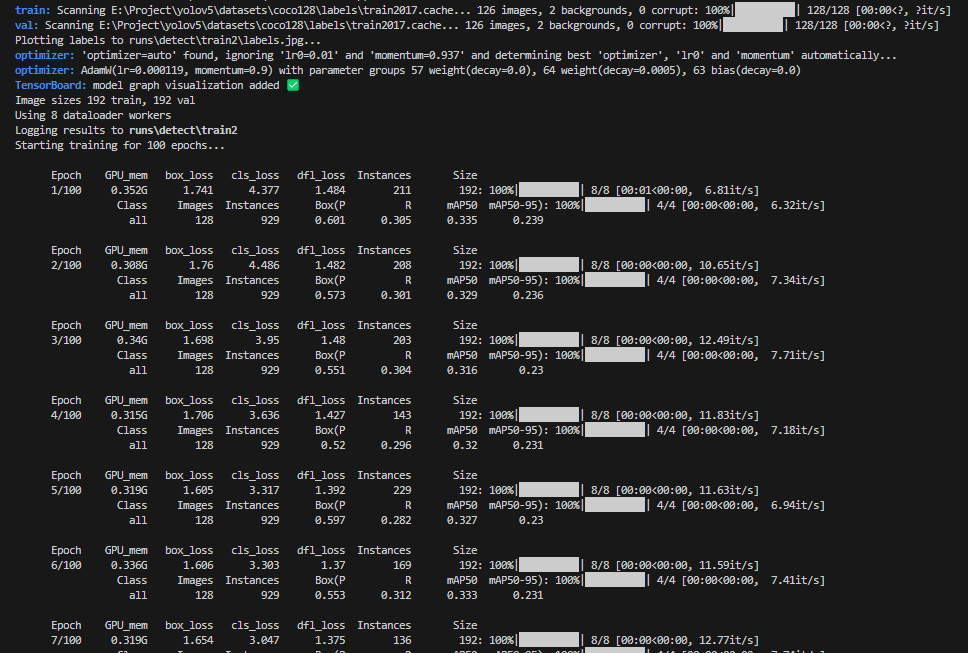 train: Scanning E:\Project\yolov5\datasets\coco128\labels\train2017.cache... 126 images, 2 backgrounds, 0 corrupt: 100%|██████████| 128/128 [00:00<?, ?it/s]
val: Scanning E:\Project\yolov5\datasets\coco128\labels\train2017.cache... 126 images, 2 backgrounds, 0 corrupt: 100%|██████████| 128/128 [00:00<?, ?it/s]
Plotting labels to runs\detect\train2\labels.jpg...
optimizer: 'optimizer=auto' found, ignoring 'lr0=0.01' and 'momentum=0.937' and determining best 'optimizer', 'lr0' and 'momentum' automatically...
optimizer: AdamW(lr=0.000119, momentum=0.9) with parameter groups 57 weight(decay=0.0), 64 weight(decay=0.0005), 63 bias(decay=0.0)
TensorBoard: model graph visualization added ✅
Image sizes 192 train, 192 val
Using 8 dataloader workers
Logging results to runs\detect\train2
Starting training for 100 epochs...
Epoch GPU_mem box_loss cls_loss dfl_loss Instances Size
1/100 0.352G 1.741 4.377 1.484 211 192: 100%|██████████| 8/8 [00:01<00:00, 6.81it/s]
Class Images Instances Box(P R mAP50 mAP50-95): 100%|██████████| 4/4 [00:00<00:00, 6.32it/s]
all 128 929 0.601 0.305 0.335 0.239
Epoch GPU_mem box_loss cls_loss dfl_loss Instances Size
2/100 0.308G 1.76 4.486 1.482 208 192: 100%|██████████| 8/8 [00:00<00:00, 10.65it/s]
Class Images Instances Box(P R mAP50 mAP50-95): 100%|██████████| 4/4 [00:00<00:00, 7.34it/s]
all 128 929 0.573 0.301 0.329 0.236
Epoch GPU_mem box_loss cls_loss dfl_loss Instances Size
3/100 0.34G 1.698 3.95 1.48 203 192: 100%|██████████| 8/8 [00:00<00:00, 12.49it/s]
Class Images Instances Box(P R mAP50 mAP50-95): 100%|██████████| 4/4 [00:00<00:00, 7.71it/s]
all 128 929 0.551 0.304 0.316 0.23
Epoch GPU_mem box_loss cls_loss dfl_loss Instances Size
4/100 0.315G 1.706 3.636 1.427 143 192: 100%|██████████| 8/8 [00:00<00:00, 11.83it/s]
Class Images Instances Box(P R mAP50 mAP50-95): 100%|██████████| 4/4 [00:00<00:00, 7.18it/s]
all 128 929 0.52 0.296 0.32 0.231
Epoch GPU_mem box_loss cls_loss dfl_loss Instances Size
5/100 0.319G 1.605 3.317 1.392 229 192: 100%|██████████| 8/8 [00:00<00:00, 11.63it/s]
Class Images Instances Box(P R mAP50 mAP50-95): 100%|██████████| 4/4 [00:00<00:00, 6.94it/s]
all 128 929 0.597 0.282 0.327 0.23
Epoch GPU_mem box_loss cls_loss dfl_loss Instances Size
6/100 0.336G 1.606 3.303 1.37 169 192: 100%|██████████| 8/8 [00:00<00:00, 11.59it/s]
Class Images Instances Box(P R mAP50 mAP50-95): 100%|██████████| 4/4 [00:00<00:00, 7.41it/s]
all 128 929 0.553 0.312 0.333 0.231
Epoch GPU_mem box_loss cls_loss dfl_loss Instances Size
7/100 0.319G 1.654 3.047 1.375 136 192: 100%|██████████| 8/8 [00:00<00:00, 12.77it/s]